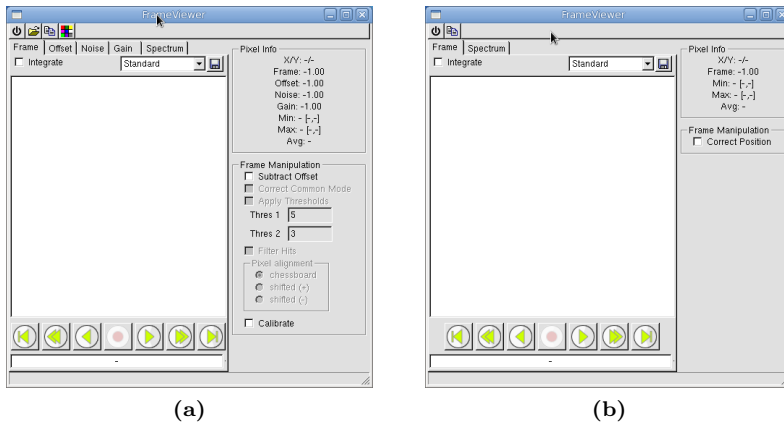 FrameViewer
Frame Offset Noise Gain Spectrum
Integrate
Standard
-
Pixel Info
X/Y: -/-
Frame: -1.00
Offset: -1.00
Noise: -1.00
Gain: -1.00
Min: - [-,-]
Max: - [-,-]
Avg: -
Frame Manipulation
Subtract Offset
Correct Common Mode
Apply Thresholds
Thres 1 5
Thres 2 3
Filter Hits
Pixel alignment
chessboard
shifted (+)
shifted (-)
Calibrate
(a)
FrameViewer
Frame Spectrum
Integrate
Standard
-
Pixel Info
X/Y: -/-
Frame: -1.00
Min: - [-,-]
Max: - [-,-]
Avg: -
Frame Manipulation
Correct Position
(b)